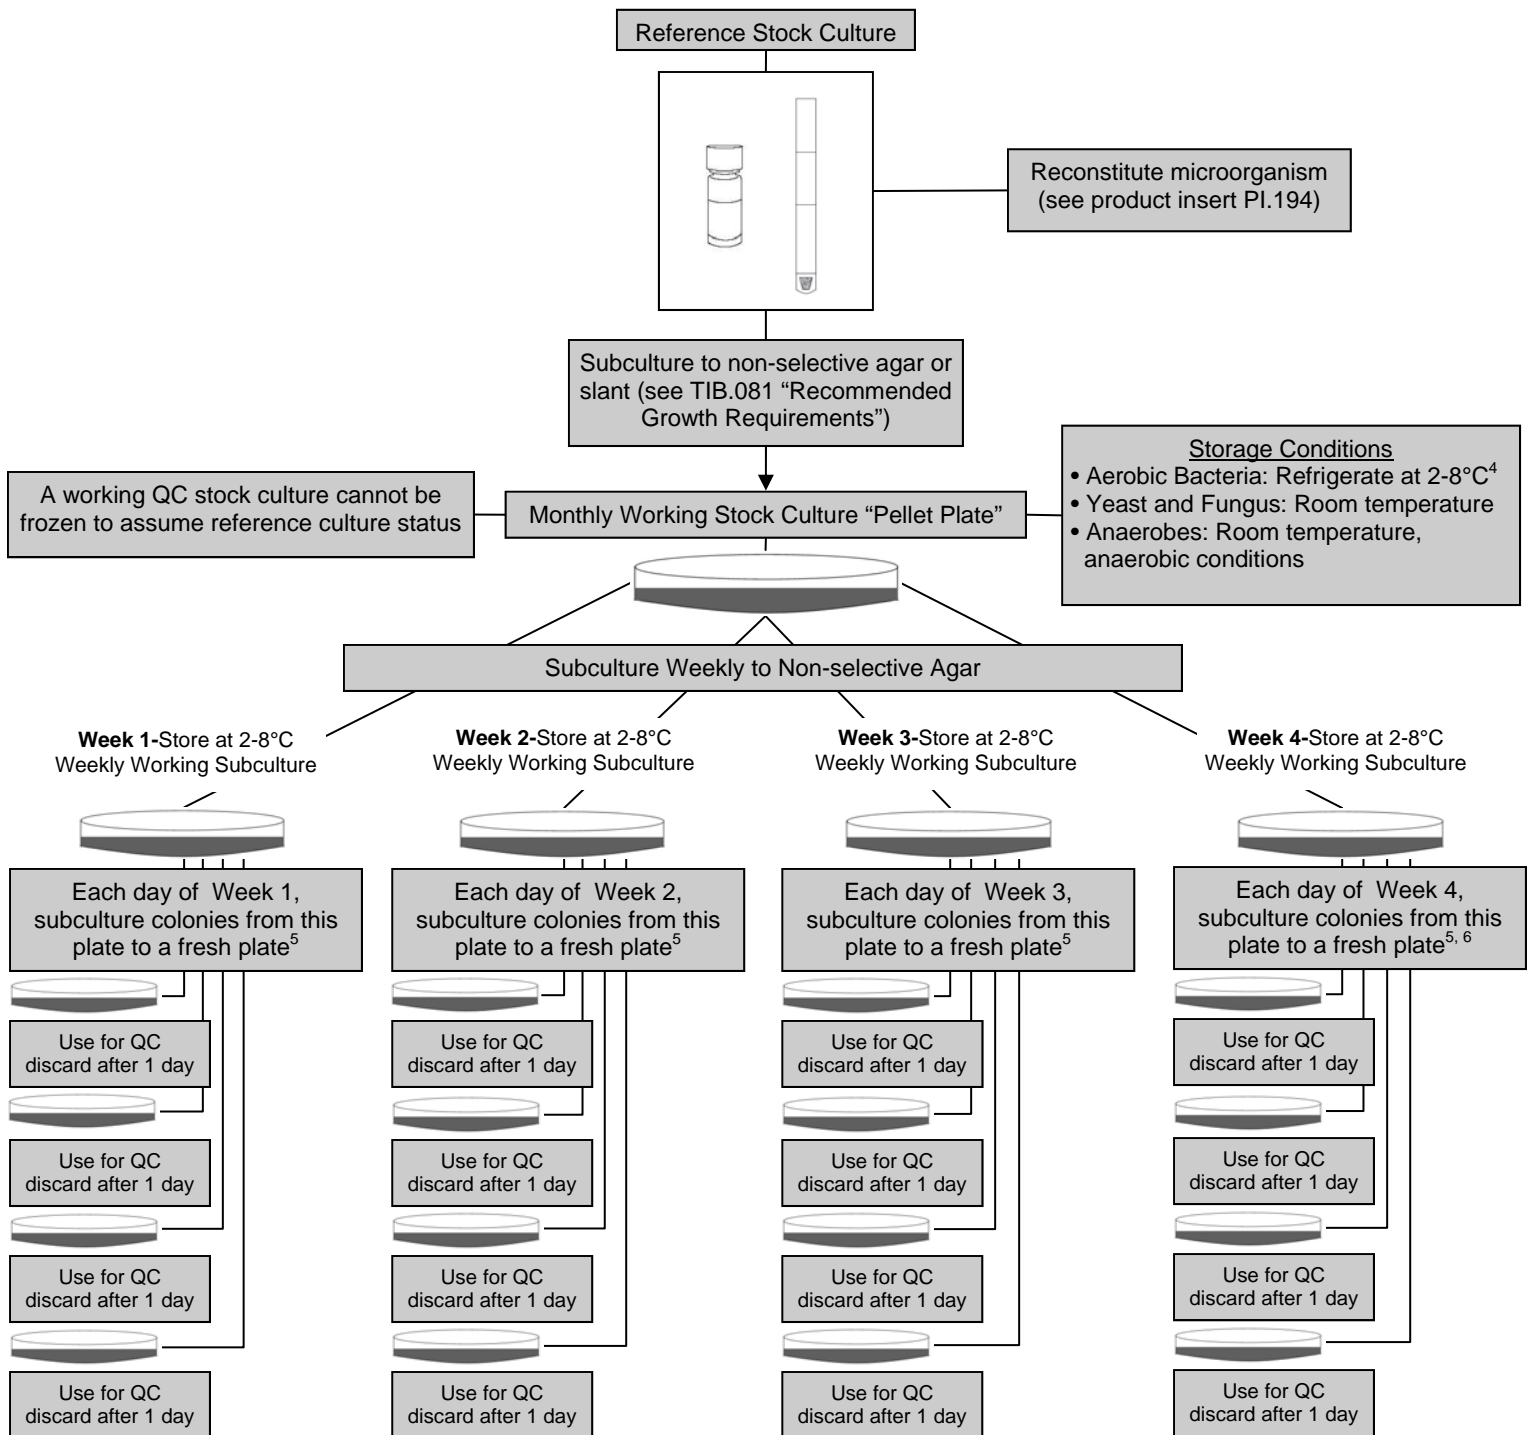 Reference Stock Culture
Reconstitute microorganism
(see product insert PI.194)
Subculture to non-selective agar or
slant (see TIB.081 “Recommended
Growth Requirements”)
A working QC stock culture cannot be
frozen to assume reference culture status
Monthly Working Stock Culture “Pellet Plate”
Storage Conditions
• Aerobic Bacteria: Refrigerate at 2-8°C⁴
• Yeast and Fungus: Room temperature
• Anaerobes: Room temperature,
anaerobic conditions
Subculture Weekly to Non-selective Agar
Week 1-Store at 2-8°C
Weekly Working Subculture
Week 2-Store at 2-8°C
Weekly Working Subculture
Week 3-Store at 2-8°C
Weekly Working Subculture
Week 4-Store at 2-8°C
Weekly Working Subculture
Each day of Week 1,
subculture colonies from this
plate to a fresh plate⁵
Each day of Week 2,
subculture colonies from this
plate to a fresh plate⁵
Each day of Week 3,
subculture colonies from this
plate to a fresh plate⁵
Each day of Week 4,
subculture colonies from this
plate to a fresh plate⁵, ⁶
Use for QC
discard after 1 day
Use for QC
discard after 1 day
Use for QC
discard after 1 day
Use for QC
discard after 1 day
Use for QC
discard after 1 day
Use for QC
discard after 1 day
Use for QC
discard after 1 day
Use for QC
discard after 1 day
Use for QC
discard after 1 day
Use for QC
discard after 1 day
Use for QC
discard after 1 day
Use for QC
discard after 1 day
Use for QC
discard after 1 day
Use for QC
discard after 1 day
Use for QC
discard after 1 day
Use for QC
discard after 1 day